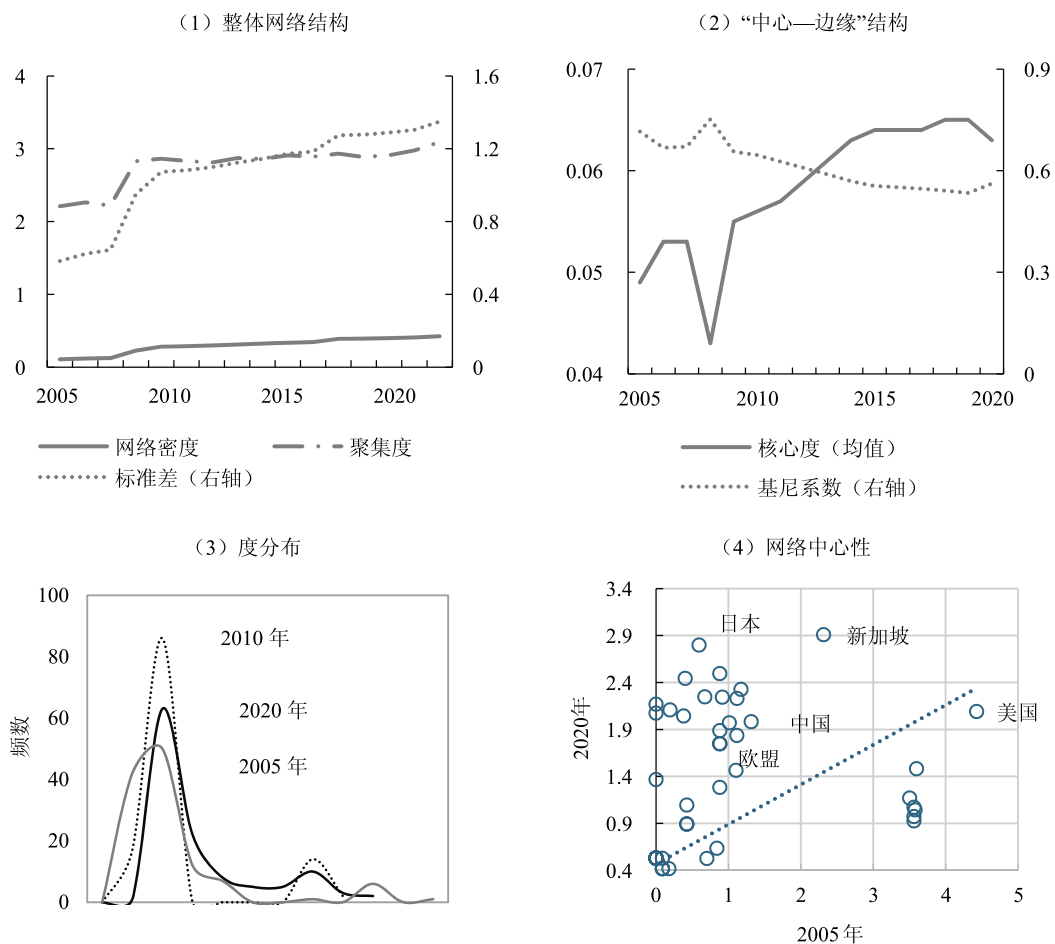 （1）整体网络结构
4
3
2
1
0
1.6
1.2
0.8
0.4
0
2005
2010
2015
2020
网络密度
聚集度
标准差（右轴）
（2）“中心—边缘”结构
0.07
0.06
0.05
0.04
0.9
0.6
0.3
0
2005
2010
2015
2020
核心度（均值）
基尼系数（右轴）
（3）度分布
频数
100
80
60
40
20
0
2010 年
2020 年
2005 年
（4）网络中心性
2020年
3.4
2.9
2.4
1.9
1.4
0.9
0.4
日本
新加坡
美国
中国
欧盟
0
1
2
3
4
5
2005 年